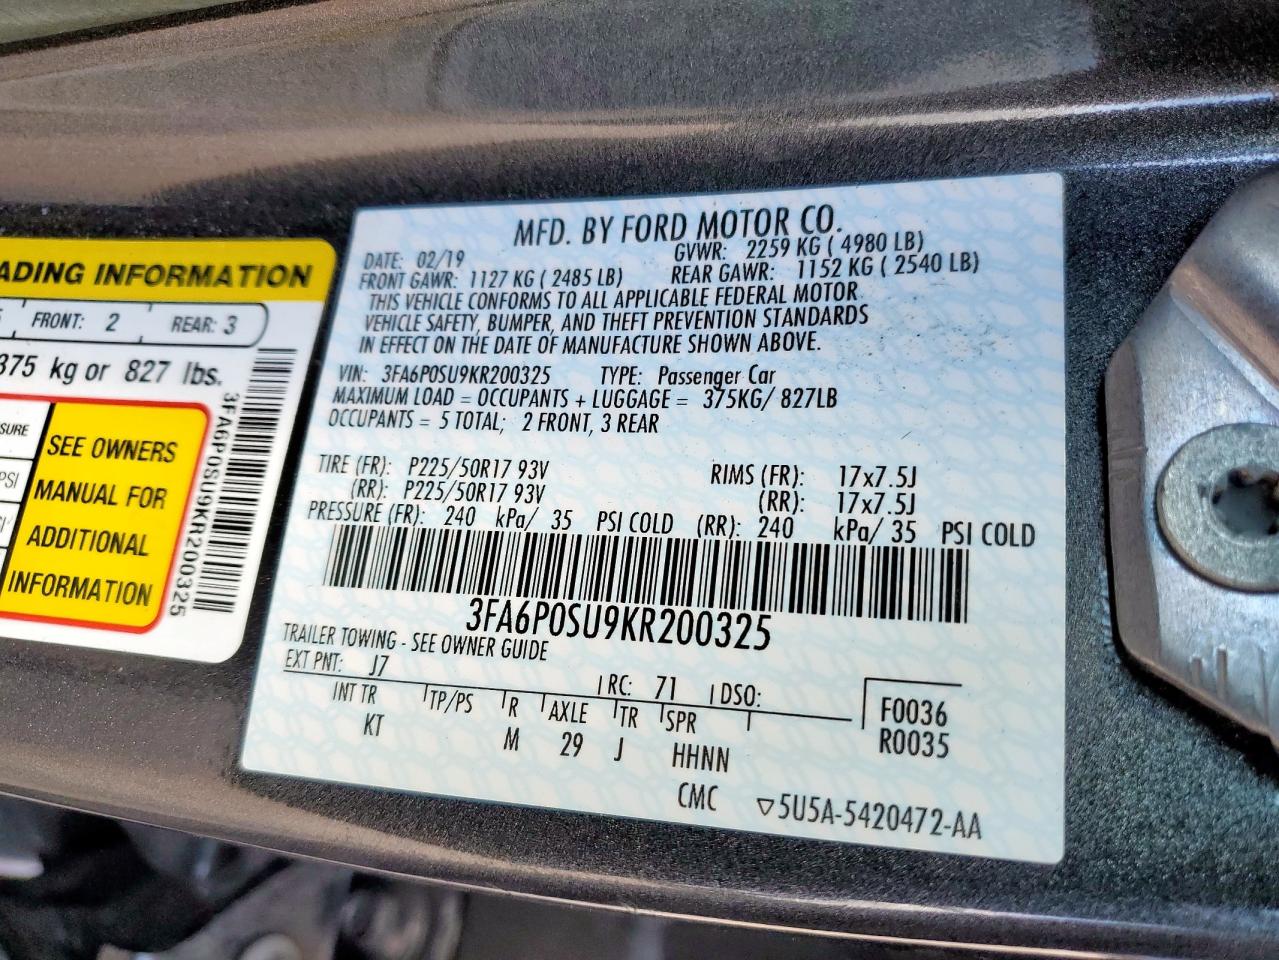 ADING INFORMATION
FRONT: 2 REAR: 3
375 kg or 827 lbs.
SURE
PSI
SEE OWNERS
MANUAL FOR
ADDITIONAL
INFORMATION
3FA6P0SU9KR200325
MFD. BY FORD MOTOR CO.
DATE: 02/19 GVWR: 2259 KG ( 4980 LB)
FRONT GAWR: 1127 KG ( 2485 LB) REAR GAWR: 1152 KG ( 2540 LB)
THIS VEHICLE CONFORMS TO ALL APPLICABLE FEDERAL MOTOR
VEHICLE SAFETY, BUMPER, AND THEFT PREVENTION STANDARDS
IN EFFECT ON THE DATE OF MANUFACTURE SHOWN ABOVE.
VIN: 3FA6P0SU9KR200325 TYPE: Passenger Car
MAXIMUM LOAD = OCCUPANTS + LUGGAGE = 375KG/ 827LB
OCCUPANTS = 5 TOTAL; 2 FRONT, 3 REAR
TIRE (FR): P225/50R17 93V RIMS (FR): 17x7.5J
(RR): P225/50R17 93V (RR): 17x7.5J
PRESSURE (FR): 240 kPa/ 35 PSI COLD (RR): 240 kPa/ 35 PSI COLD
3FA6P0SU9KR200325
TRAILER TOWING - SEE OWNER GUIDE
EXT PNT: J7 RC: 71 DSO:
INT TR TP/PS R AXLE TR SPR F0036
KT M 29 J HHNN R0035
CMC 5U5A-5420472-AA